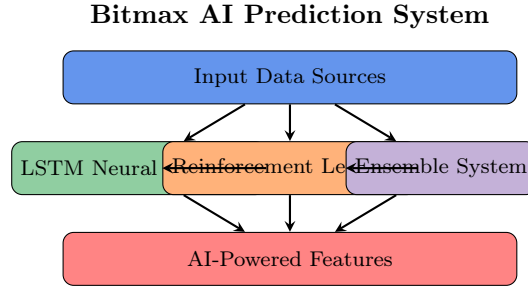 Bitmax AI Prediction System
Input Data Sources
LSTM Neural
Reinforcement Le
Ensemble System
AI-Powered Features